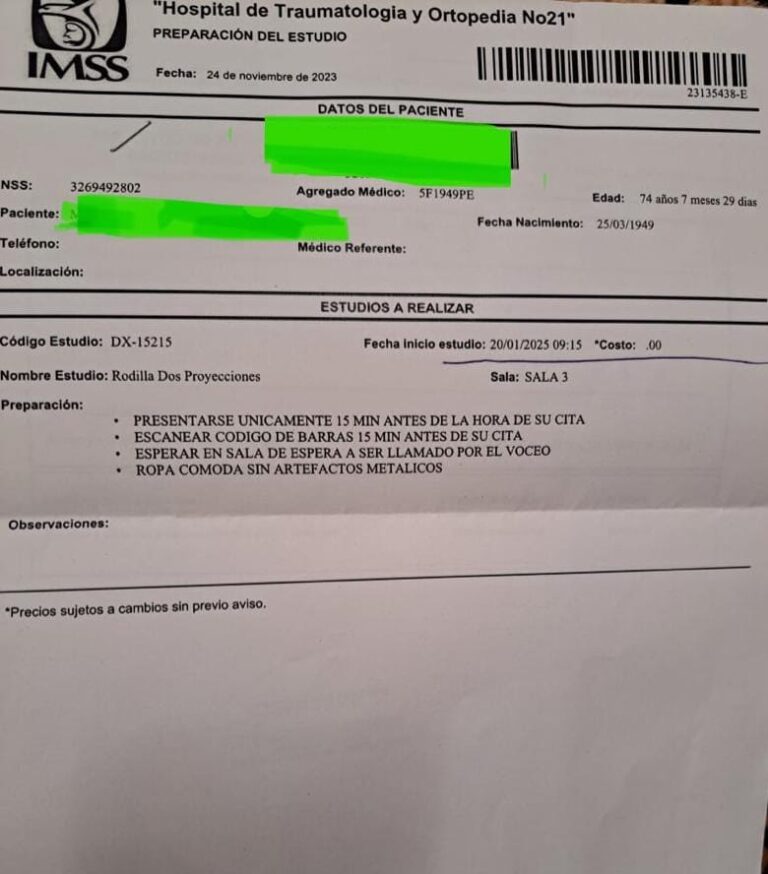 "Hospital de Traumatologia y Ortopedia No21"
PREPARACIÓN DEL ESTUDIO
IMSS
Fecha: 24 de noviembre de 2023
23135438-E
DATOS DEL PACIENTE
NSS: 3269492802
Agregado Médico: 5F1949PE
Edad: 74 años 7 meses 29 dias
Paciente:
Fecha Nacimiento: 25/03/1949
Teléfono:
Médico Referente:
Localización:
ESTUDIOS A REALIZAR
Código Estudio: DX-15215
Fecha inicio estudio: 20/01/2025 09:15 *Costo: .00
Nombre Estudio: Rodilla Dos Proyecciones
Sala: SALA 3
Preparación:
• PRESENTARSE UNICAMENTE 15 MIN ANTES DE LA HORA DE SU CITA
• ESCANEAR CODIGO DE BARRAS 15 MIN ANTES DE SU CITA
• ESPERAR EN SALA DE ESPERA A SER LLAMADO POR EL VOCEO
• ROPA COMODA SIN ARTEFACTOS METALICOS
Observaciones:
*Precios sujetos a cambios sin previo aviso.